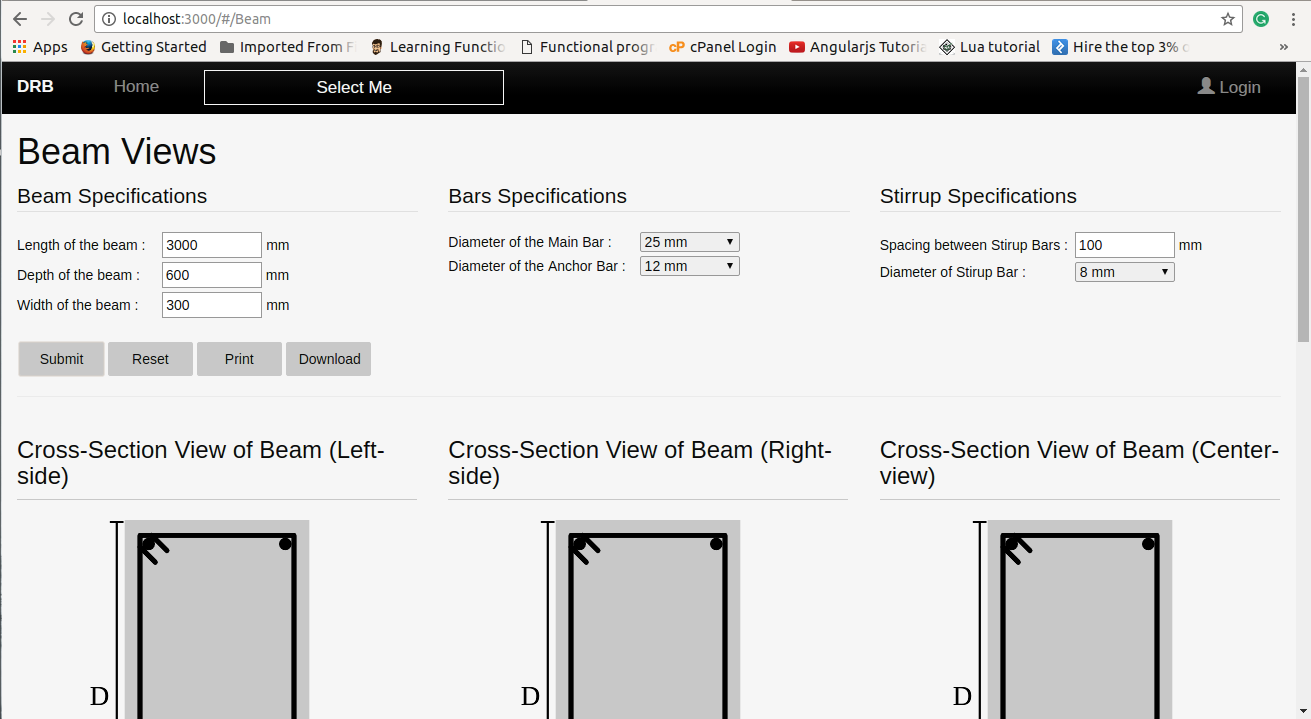 localhost:3000/#/Beam
Apps Getting Started Imported From F Learning Functio Functional progr cPanel Login Angularjs Tutoria Lua tutorial Hire the top 3% o »
DRB Home Select Me Login
Beam Views
Beam Specifications
Length of the beam : 3000 mm
Depth of the beam : 600 mm
Width of the beam : 300 mm
Bars Specifications
Diameter of the Main Bar : 25 mm
Diameter of the Anchor Bar : 12 mm
Stirrup Specifications
Spacing between Stirup Bars : 100 mm
Diameter of Stirup Bar : 8 mm
Submit Reset Print Download
Cross-Section View of Beam (Left-
side)
Cross-Section View of Beam (Right-
side)
Cross-Section View of Beam (Center-
view)
D D D